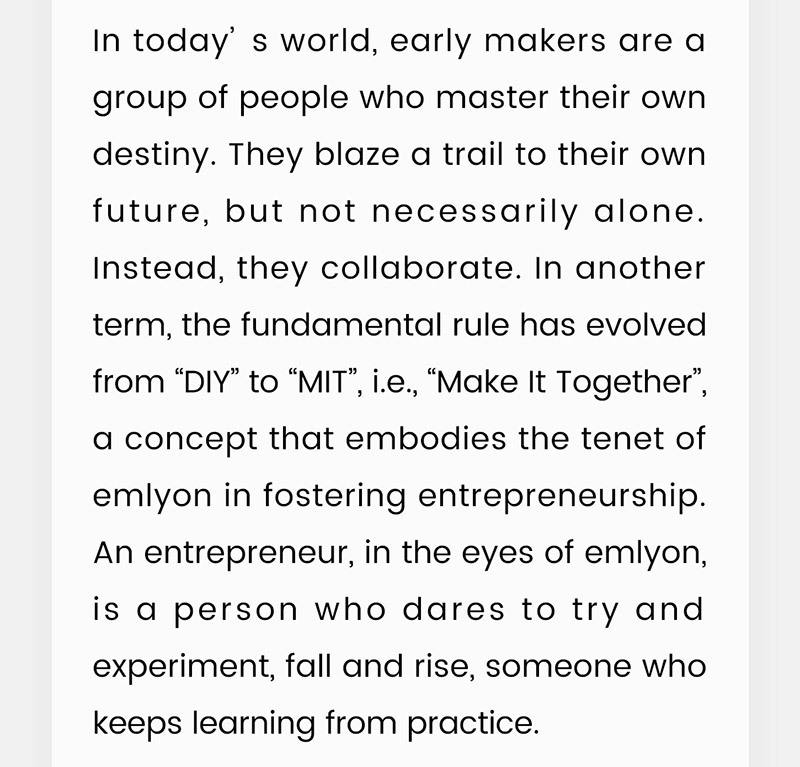 In today’ s world, early makers are a
group of people who master their own
destiny. They blaze a trail to their own
future, but not necessarily alone.
Instead, they collaborate. In another
term, the fundamental rule has evolved
from “DIY” to “MIT”, i.e., “Make It Together”,
a concept that embodies the tenet of
emlyon in fostering entrepreneurship.
An entrepreneur, in the eyes of emlyon,
is a person who dares to try and
experiment, fall and rise, someone who
keeps learning from practice.